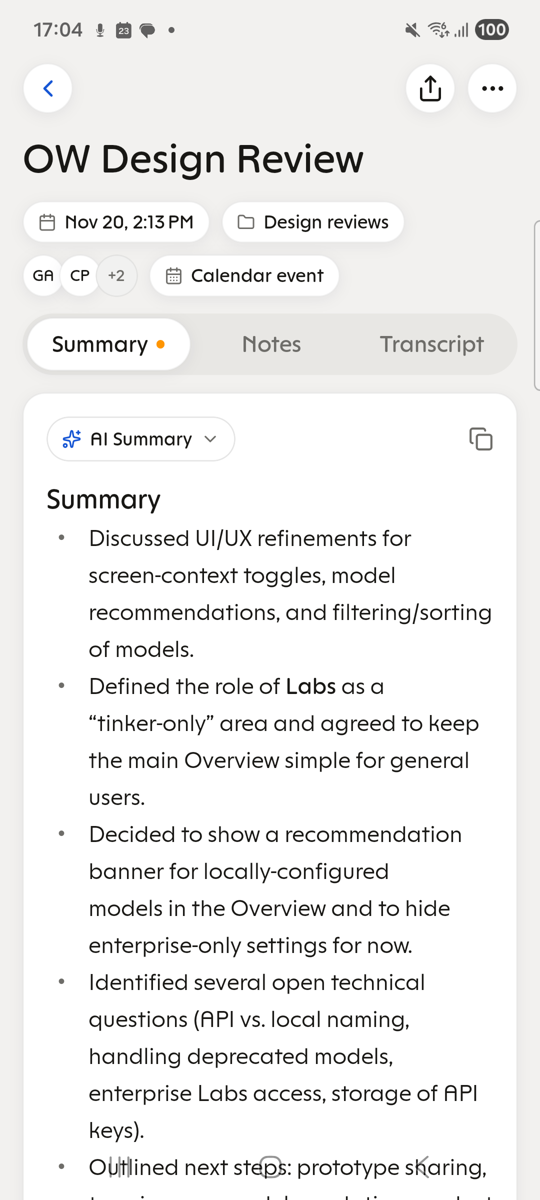 17:04 23 100
OW Design Review
Nov 20, 2:13 PM Design reviews
GA CP +2 Calendar event
Summary Notes Transcript
AI Summary
Summary
• Discussed UI/UX refinements for
screen-context toggles, model
recommendations, and filtering/sorting
of models.
• Defined the role of Labs as a
“tinker-only” area and agreed to keep
the main Overview simple for general
users.
• Decided to show a recommendation
banner for locally-configured
models in the Overview and to hide
enterprise-only settings for now.
• Identified several open technical
questions (API vs. local naming,
handling deprecated models,
enterprise Labs access, storage of API
keys).
• Outlined next steps: prototype sharing,